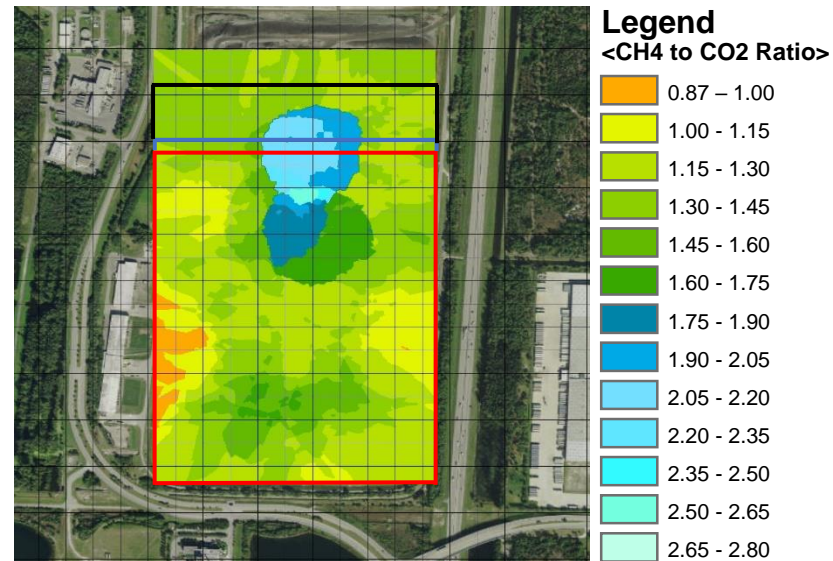 Legend
<CH4 to CO2 Ratio>
0.87 – 1.00
1.00 - 1.15
1.15 - 1.30
1.30 - 1.45
1.45 - 1.60
1.60 - 1.75
1.75 - 1.90
1.90 - 2.05
2.05 - 2.20
2.20 - 2.35
2.35 - 2.50
2.50 - 2.65
2.65 - 2.80